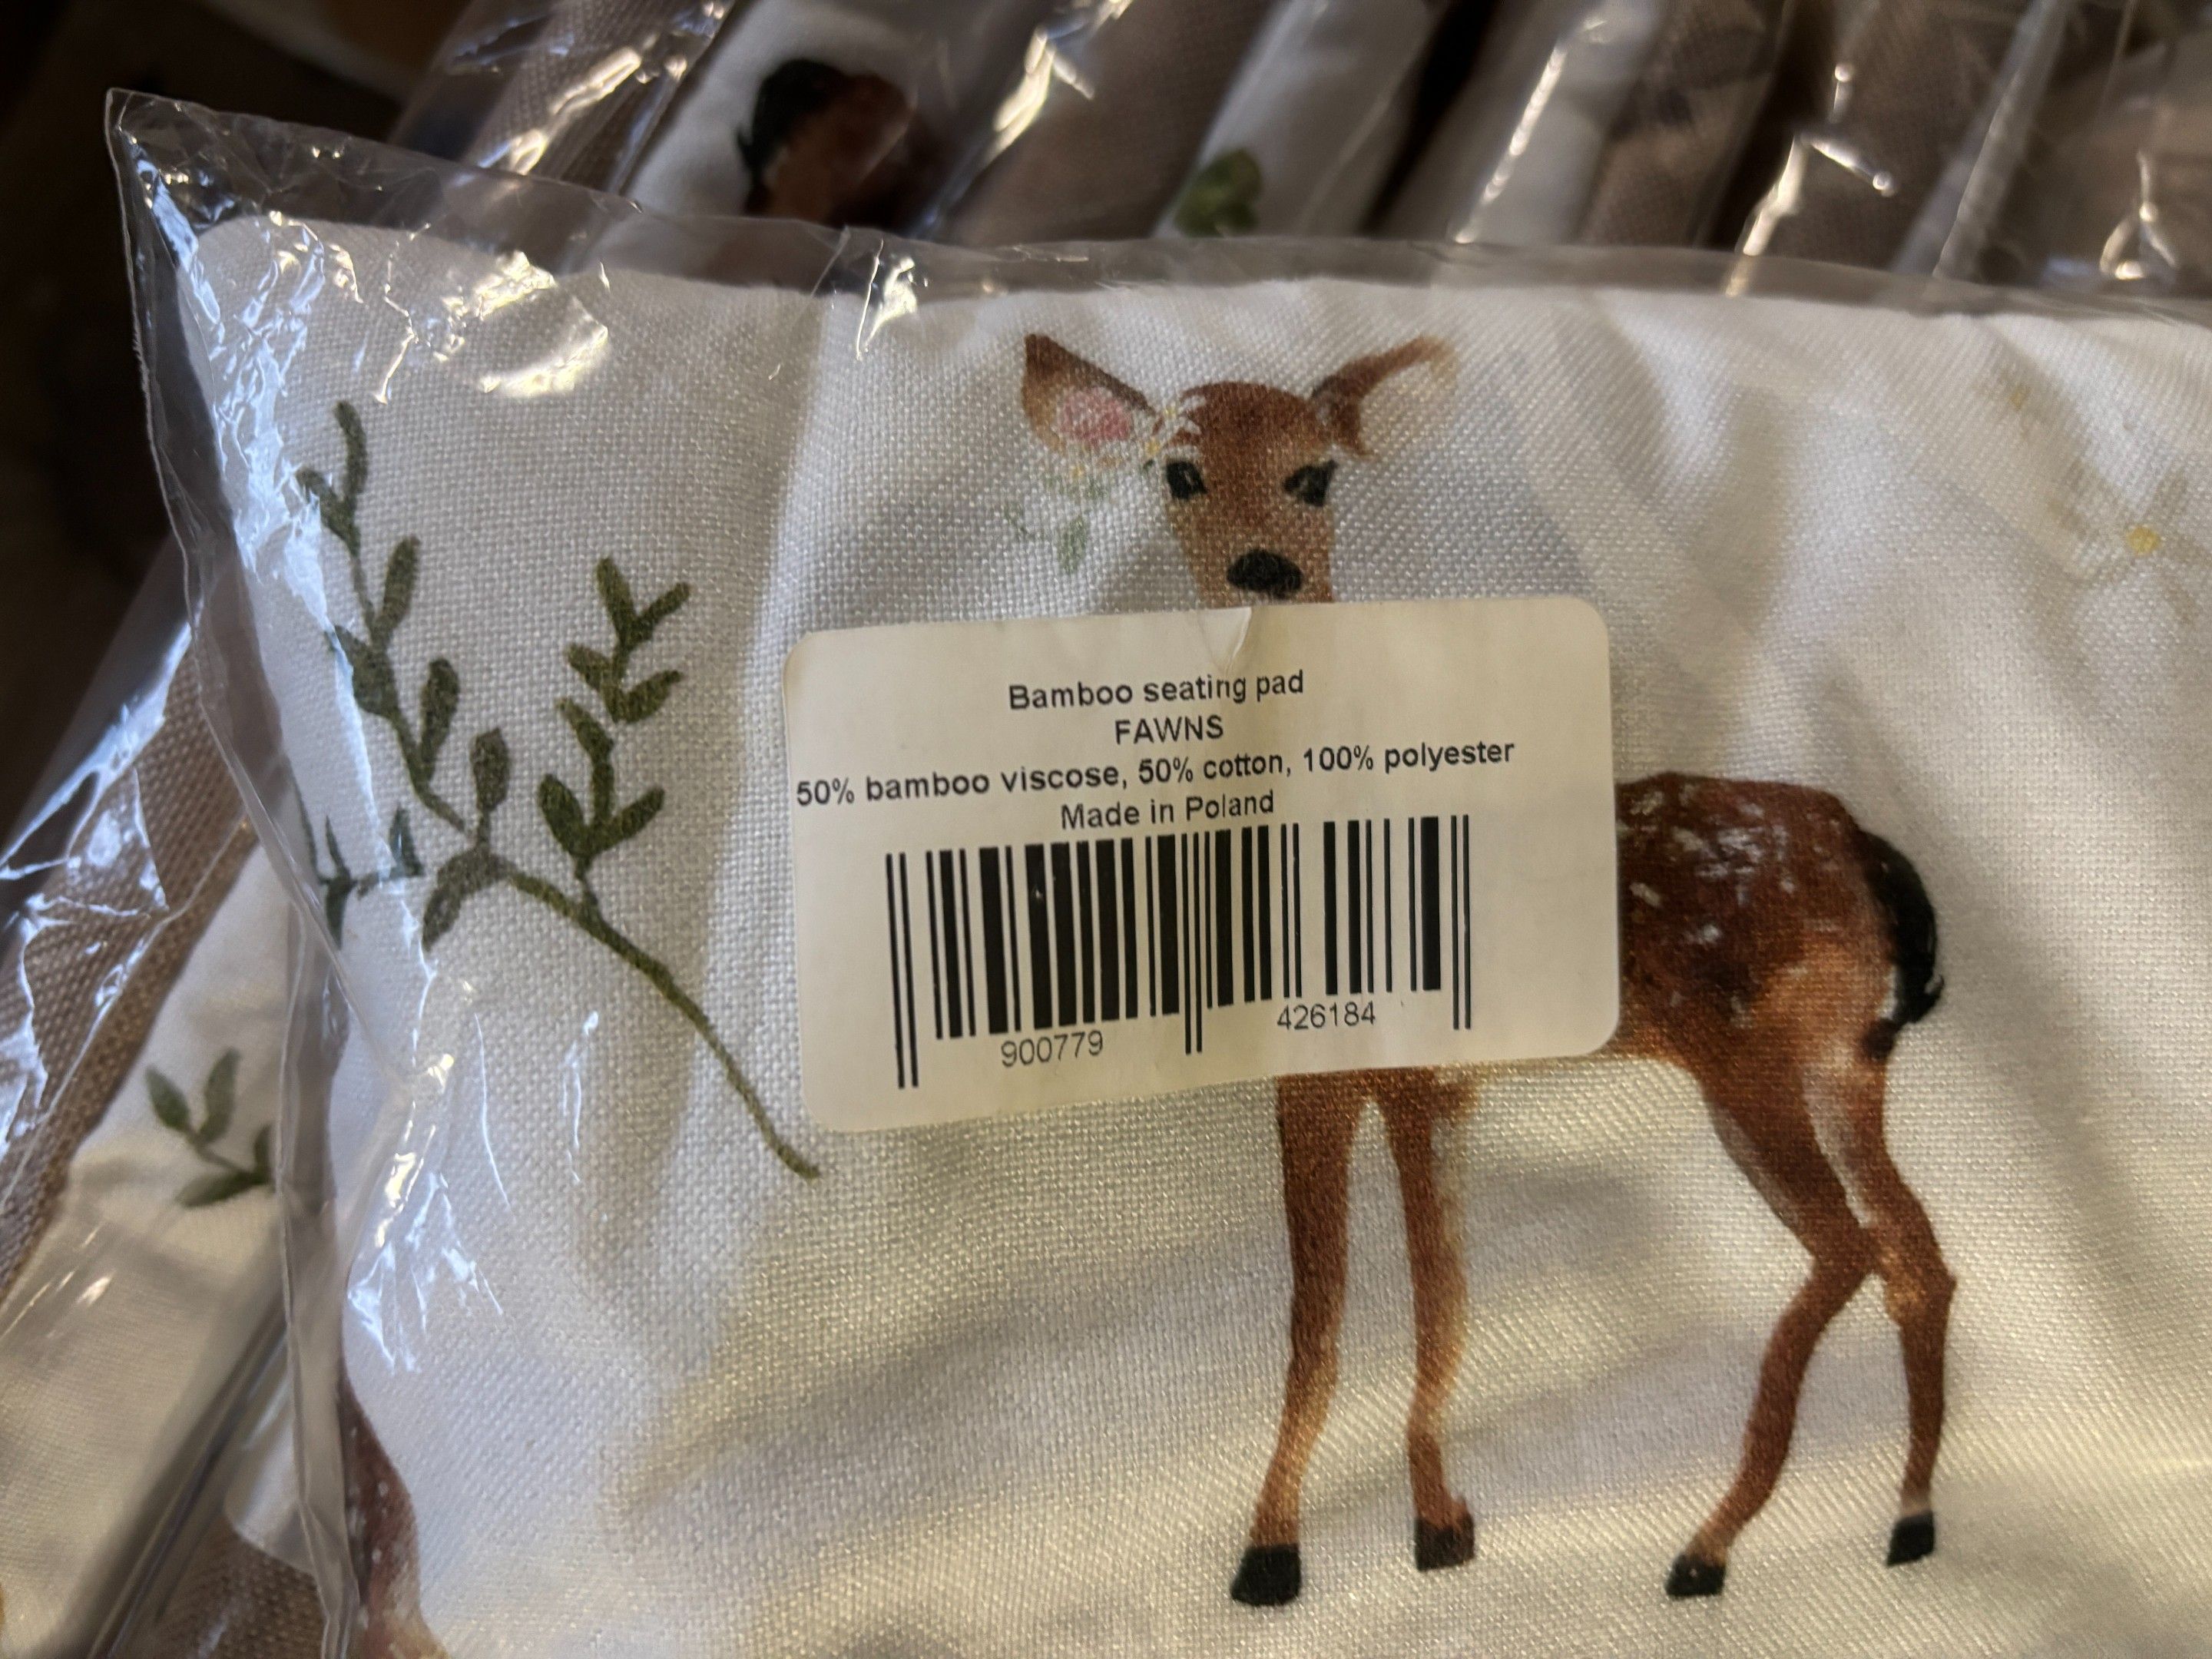 Bamboo seating pad
FAWNS
50% bamboo viscose, 50% cotton, 100% polyester
Made in Poland
900779 426184